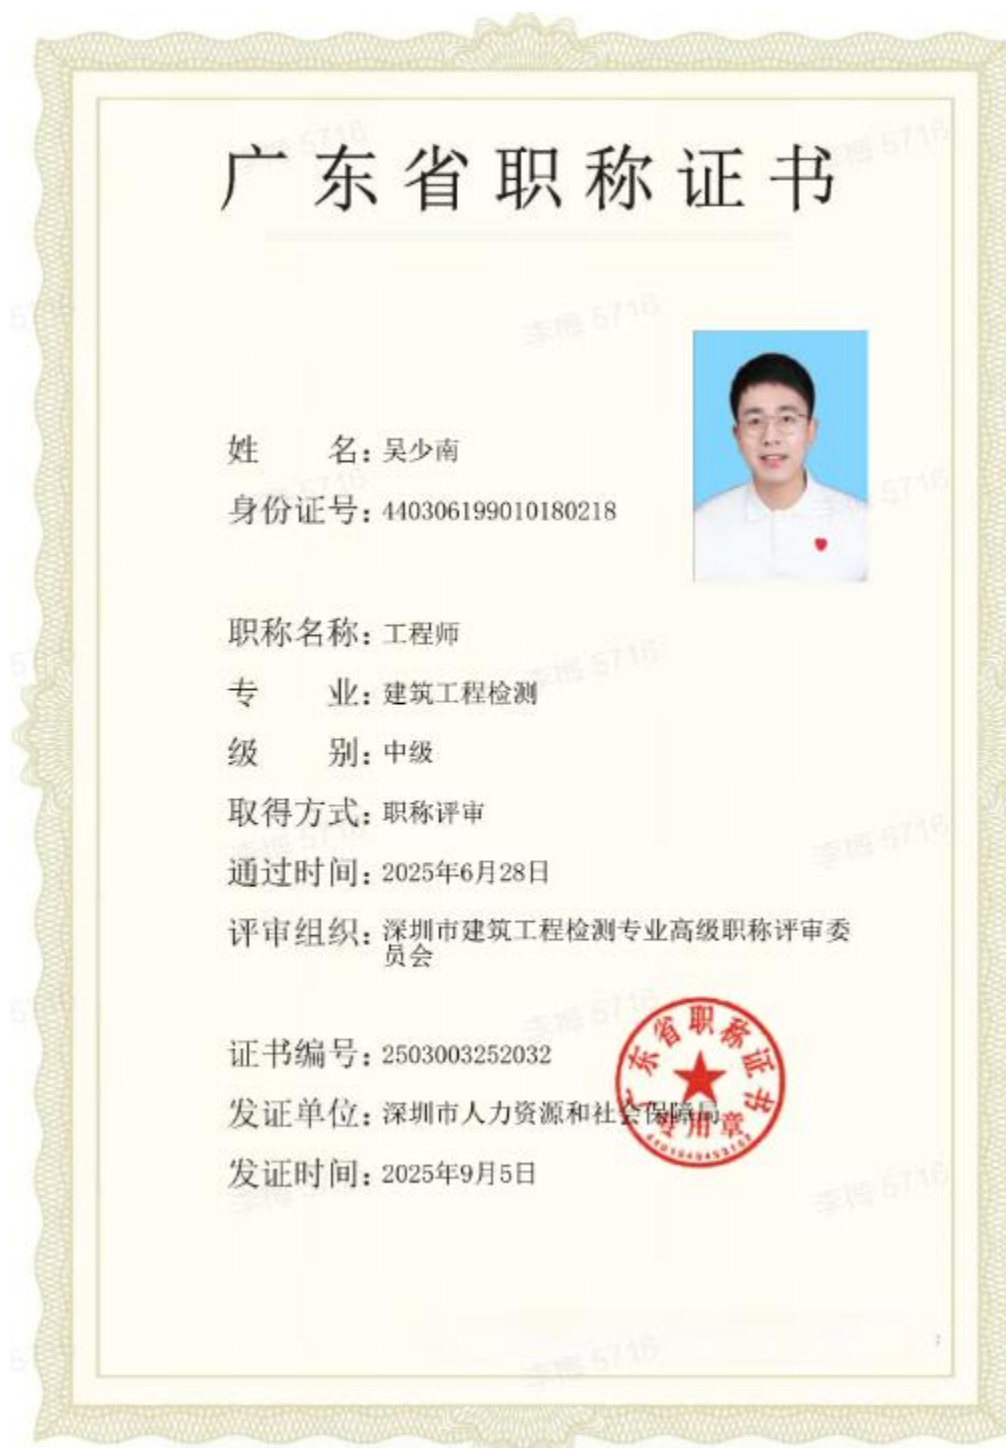 广东省职称证书
姓 名：吴少南
身份证号：440306199010180218
职称名称：工程师
专 业：建筑工程检测
级 别：中级
取得方式：职称评审
通过时间：2025年6月28日
评审组织：深圳市建筑工程检测专业高级职称评审委
员会
证书编号：2503003252032
发证单位：深圳市人力资源和社会保障局
发证时间：2025年9月5日
广东省职称证书
专用章